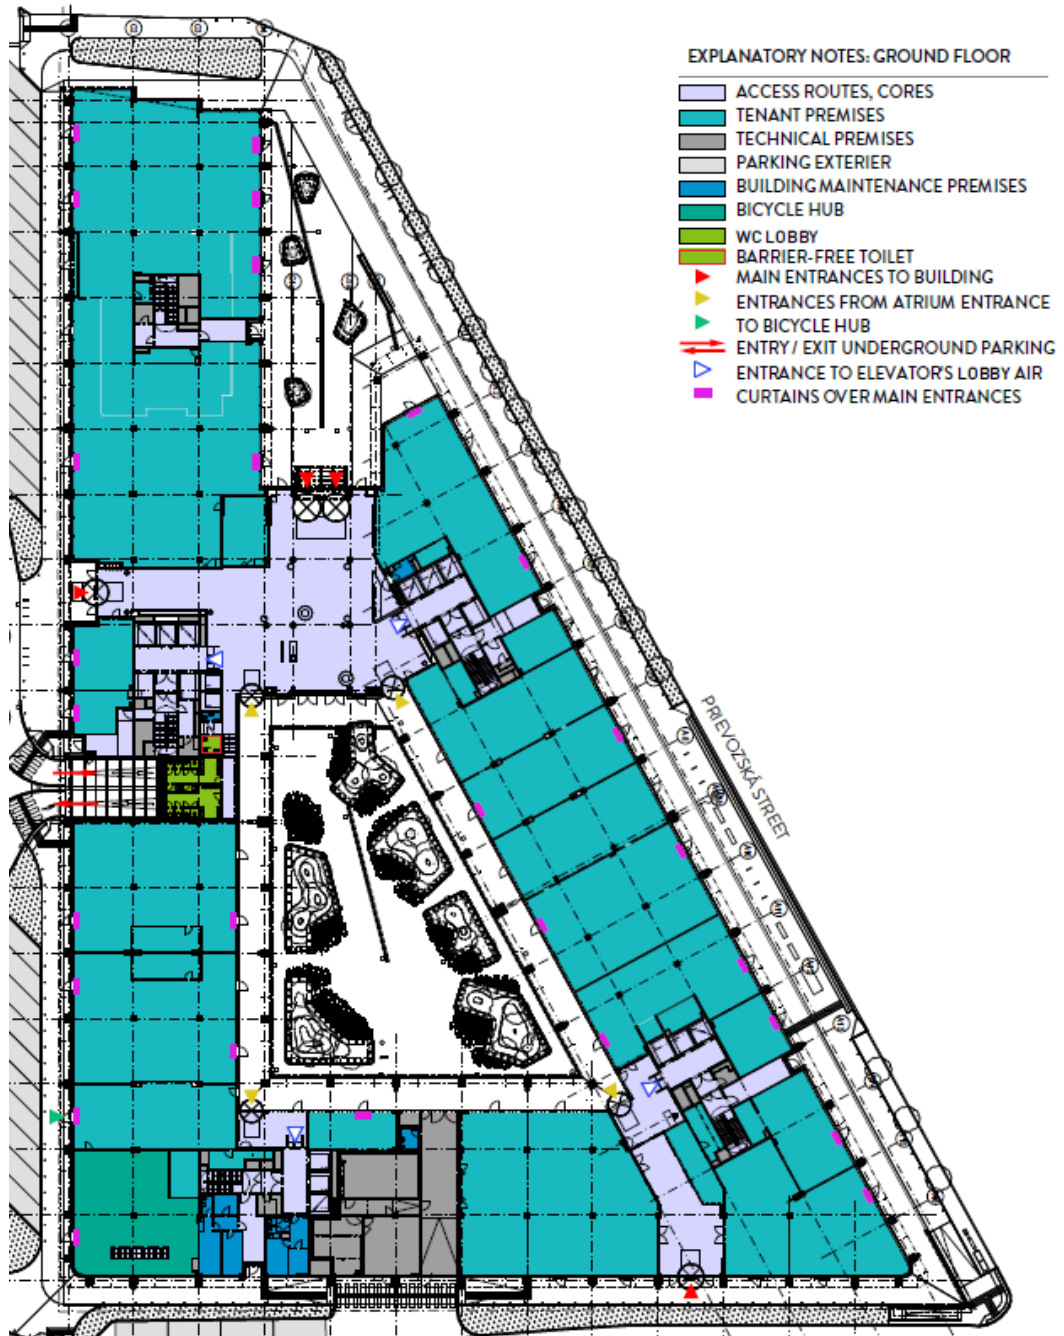 EXPLANATORY NOTES: GROUND FLOOR
ACCESS ROUTES, CORES
TENANT PREMISES
TECHNICAL PREMISES
PARKING EXTERIER
BUILDING MAINTENANCE PREMISES
BICYCLE HUB
WC LOBBY
BARRIER-FREE TOILET
MAIN ENTRANCES TO BUILDING
ENTRANCES FROM ATRIUM ENTRANCE
TO BICYCLE HUB
ENTRY / EXIT UNDERGROUND PARKING
ENTRANCE TO ELEVATOR'S LOBBY AIR
CURTAINS OVER MAIN ENTRANCES
PRIEVOZSKÁ STREET